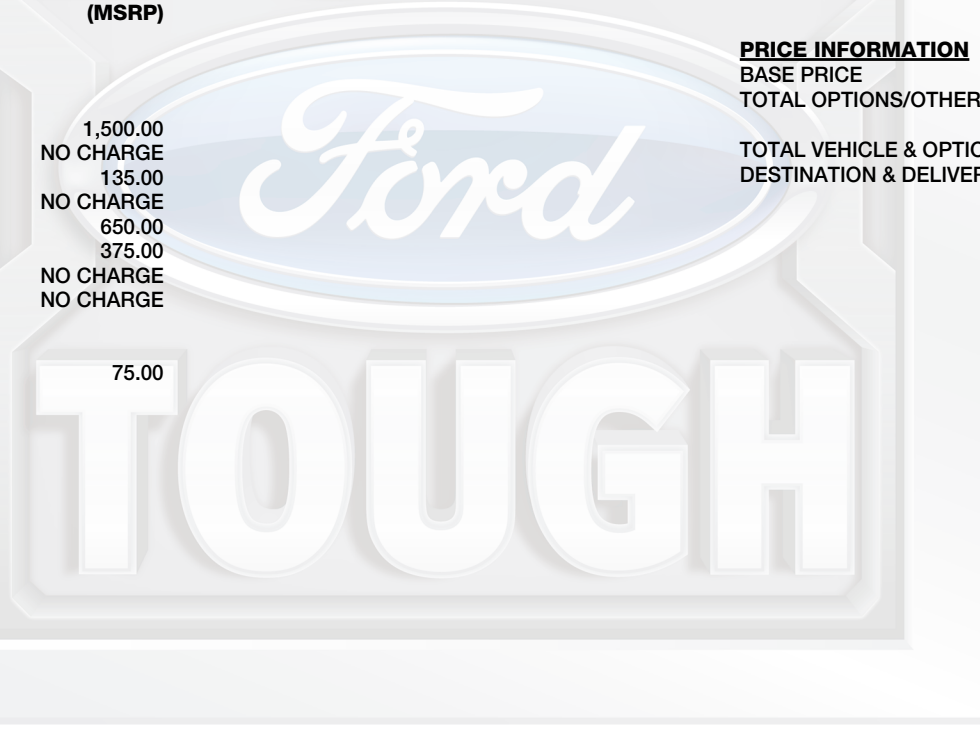 (MSRP)
1,500.00
NO CHARGE
135.00
NO CHARGE
650.00
375.00
NO CHARGE
NO CHARGE
75.00
PRICE INFORMATION
BASE PRICE
TOTAL OPTIONS/OTHER
TOTAL VEHICLE & OPTIO
DESTINATION & DELIVER
Ford
TOUGH